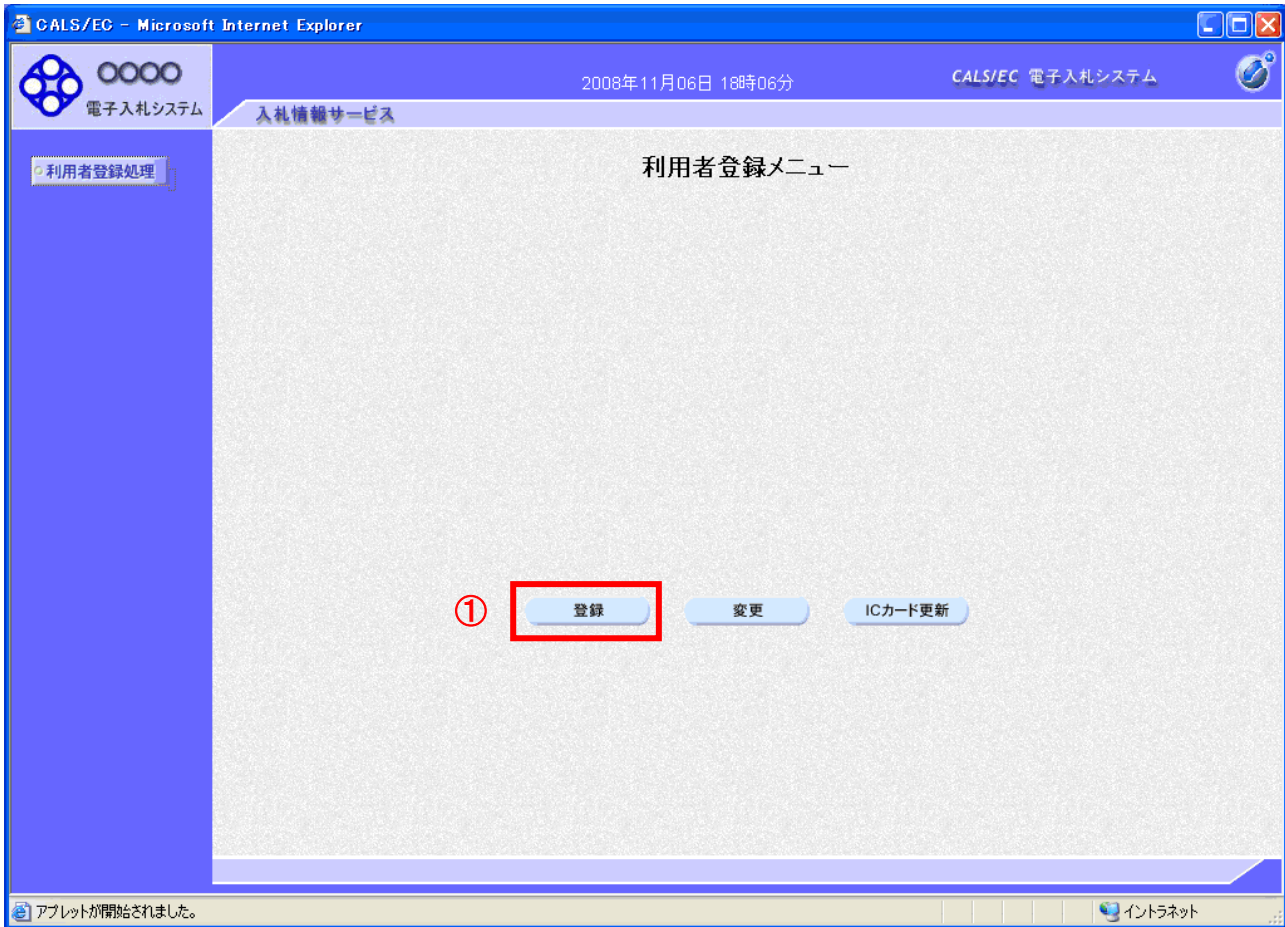 CALS/EC - Microsoft Internet Explorer
○○○○
電子入札システム
2008年11月06日 18時06分
CALS/EC 電子入札システム
入札情報サービス
利用者登録処理
利用者登録メニュー
① 登録 変更 ICカード更新
アプレットが開始されました。
イントラネット